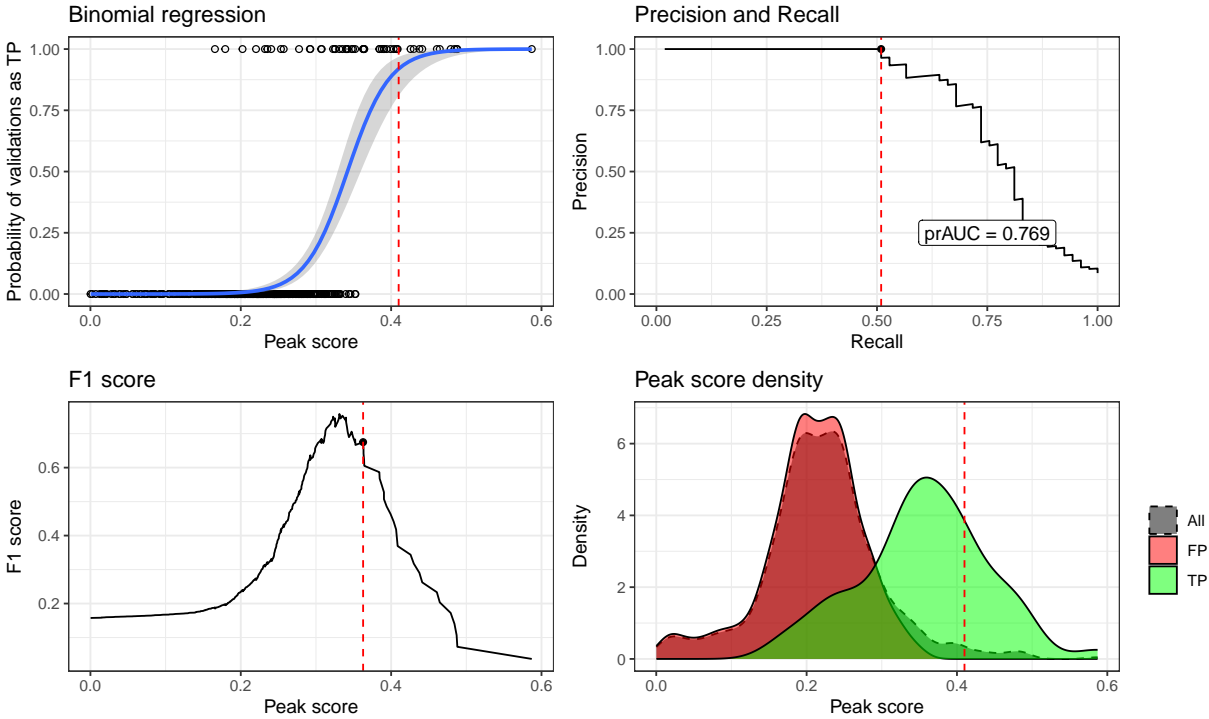 Binomial regression
Probability of validations as TP
1.00
0.75
0.50
0.25
0.00
0.0 0.2 0.4 0.6
Peak score
Precision and Recall
Precision
1.00
0.75
0.50
0.25
0.00
prAUC = 0.769
0.00 0.25 0.50 0.75 1.00
Recall
F1 score
F1 score
0.6
0.4
0.2
0.0 0.2 0.4 0.6
Peak score
Peak score density
Density
6
4
2
0
0.0 0.2 0.4 0.6
Peak score
All
FP
TP